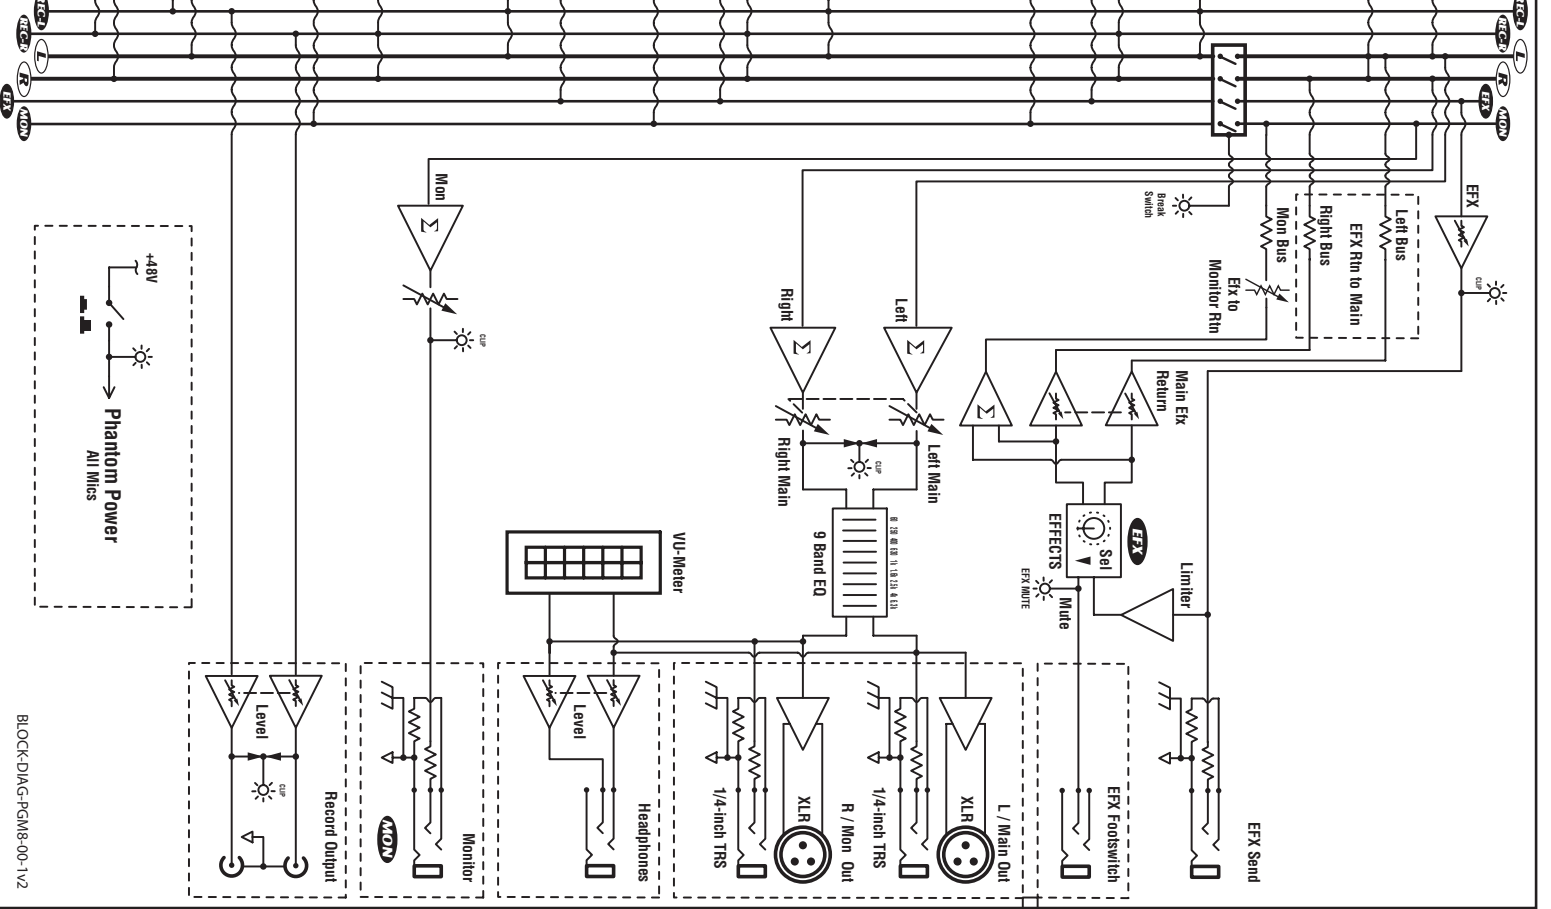 REC-L
REC-R
L
R
EFX
MON
REC-L
REC-R
L
R
EFX
MON
EFX
CLIP
Left Bus
EFX Rtn to Main
Right Bus
Mon Bus
Efx to
Monitor Rtn
Break
Switch
Mon
Σ
CLIP
Left
Σ
Right
Σ
Main Efx
Return
Σ
Left Main
CLIP
Right Main
EFX
Sel
EFFECTS
Limiter
Mute
EFX MUTE
9 Band EQ
VU-Meter
+48V
Phantom Power
All Mics
EFX Send
EFX Footswitch
L / Main Out
XLR
1/4-inch TRS
R / Mon Out
XLR
1/4-inch TRS
Headphones
Level
Monitor
MON
Record Output
Level
CLIP
BLOCK-DIAG-PGM8-00-1v2